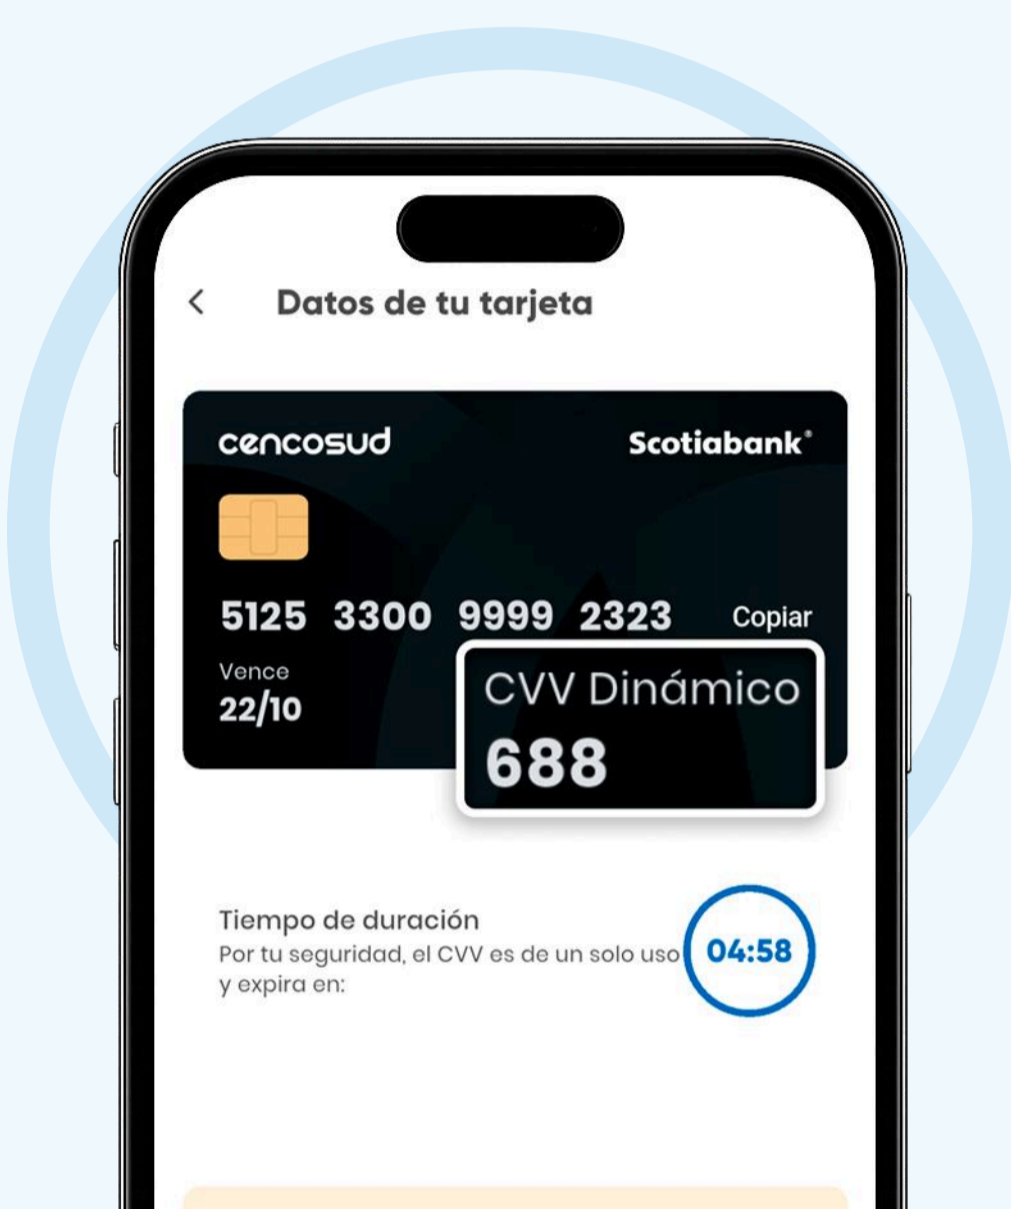 Datos de tu tarjeta
cencosud Scotiabank®
5125 3300 9999 2323 Copiar
Vence
22/10
CVV Dinámico
688
Tiempo de duración
Por tu seguridad, el CVV es de un solo uso
y expira en:
04:58